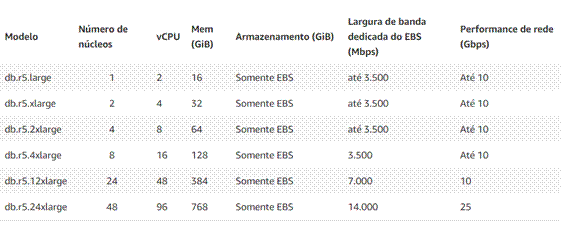 Modelo Número de núcleos vCPU Mem (GiB) Armazenamento (GiB) Largura de banda dedicada do EBS (Mbps) Performance de rede (Gbps)
db.r5.large 1 2 16 Somente EBS até 3.500 Até 10
db.r5.xlarge 2 4 32 Somente EBS até 3.500 Até 10
db.r5.2xlarge 4 8 64 Somente EBS até 3.500 Até 10
db.r5.4xlarge 8 16 128 Somente EBS 3.500 Até 10
db.r5.12xlarge 24 48 384 Somente EBS 7.000 10
db.r5.24xlarge 48 96 768 Somente EBS 14.000 25